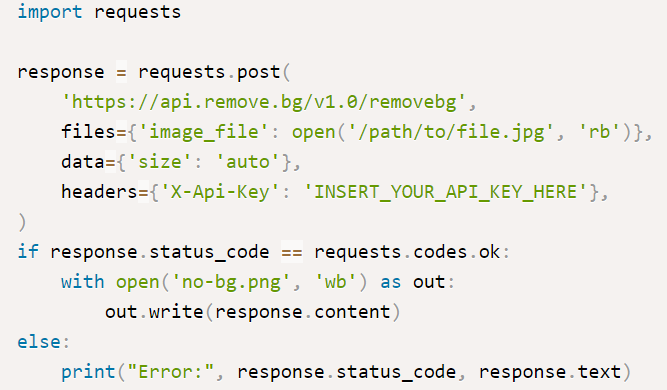 import requests

response = requests.post(
    'https://api.remove.bg/v1.0/removebg',
    files={'image_file': open('/path/to/file.jpg', 'rb')},
    data={'size': 'auto'},
    headers={'X-Api-Key': 'INSERT_YOUR_API_KEY_HERE'},
)
if response.status_code == requests.codes.ok:
    with open('no-bg.png', 'wb') as out:
        out.write(response.content)
else:
    print("Error:", response.status_code, response.text)